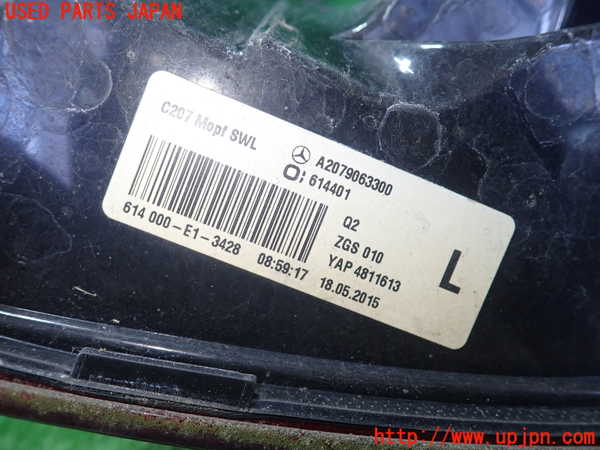 USED PARTS JAPAN
C207 Mopf SWL
A2079063300
O; 614401
Q2
ZGS 010
YAP 4811613
18.05.2015
L
614 000-E1-3428 08:59:17
http://www.upjpn.com/